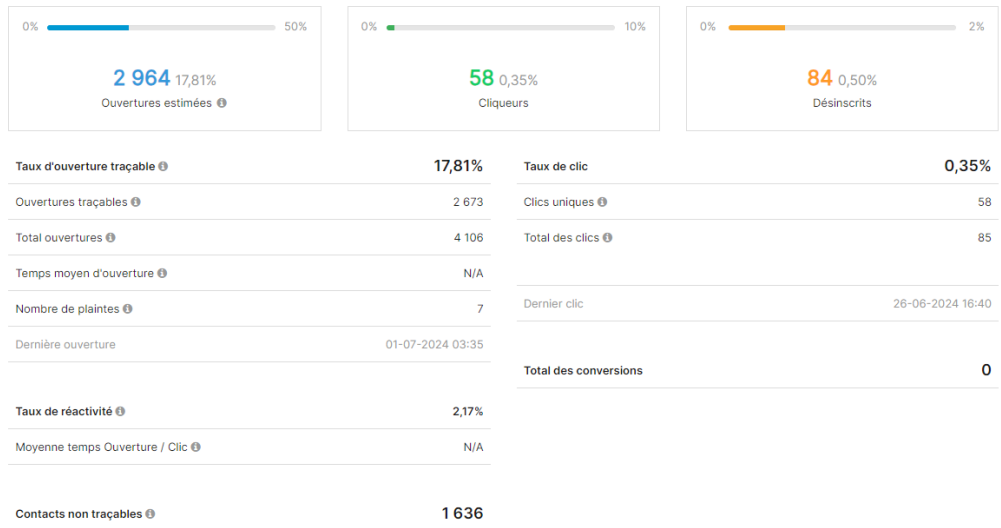 0% 50%
2 964 17,81%
Ouvertures estimées
0% 10%
58 0,35%
Cliqueurs
0% 2%
84 0,50%
Désinscrits
Taux d'ouverture traçable 17,81%
Ouvertures traçables 2 673
Total ouvertures 4 106
Temps moyen d'ouverture N/A
Nombre de plaintes 7
Dernière ouverture 01-07-2024 03:35
Taux de réactivité 2,17%
Moyenne temps Ouverture / Clic N/A
Contacts non traçables 1 636
Taux de clic 0,35%
Clics uniques 58
Total des clics 85
Dernier clic 26-06-2024 16:40
Total des conversions 0